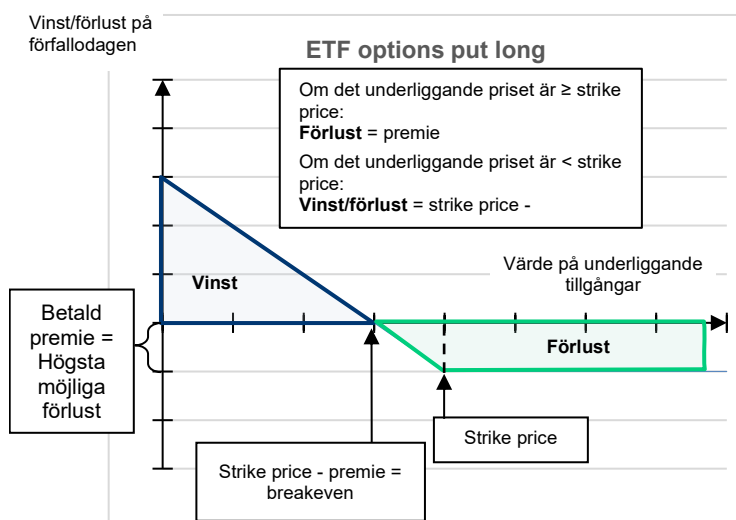 Vinst/förlust på
förfallodagen
ETF options put long
Om det underliggande priset är ≥ strike
price:
Förlust = premie
Om det underliggande priset är < strike
price:
Vinst/förlust = strike price -
Värde på underliggande
tillgångar
Vinst
Betald
premie =
Högsta
möjliga
förlust
Förlust
Strike price
Strike price - premie =
breakeven